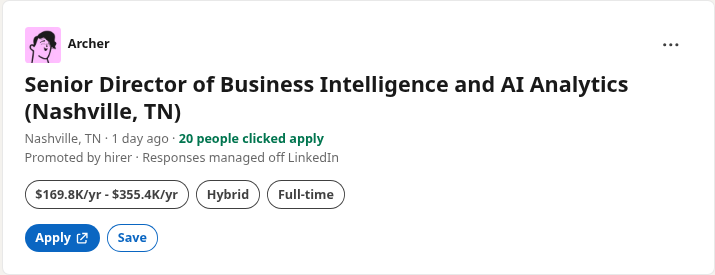 Archer
Senior Director of Business Intelligence and AI Analytics
(Nashville, TN)
Nashville, TN · 1 day ago · 20 people clicked apply
Promoted by hirer · Responses managed off LinkedIn
$169.8K/yr - $355.4K/yr Hybrid Full-time
Apply Save